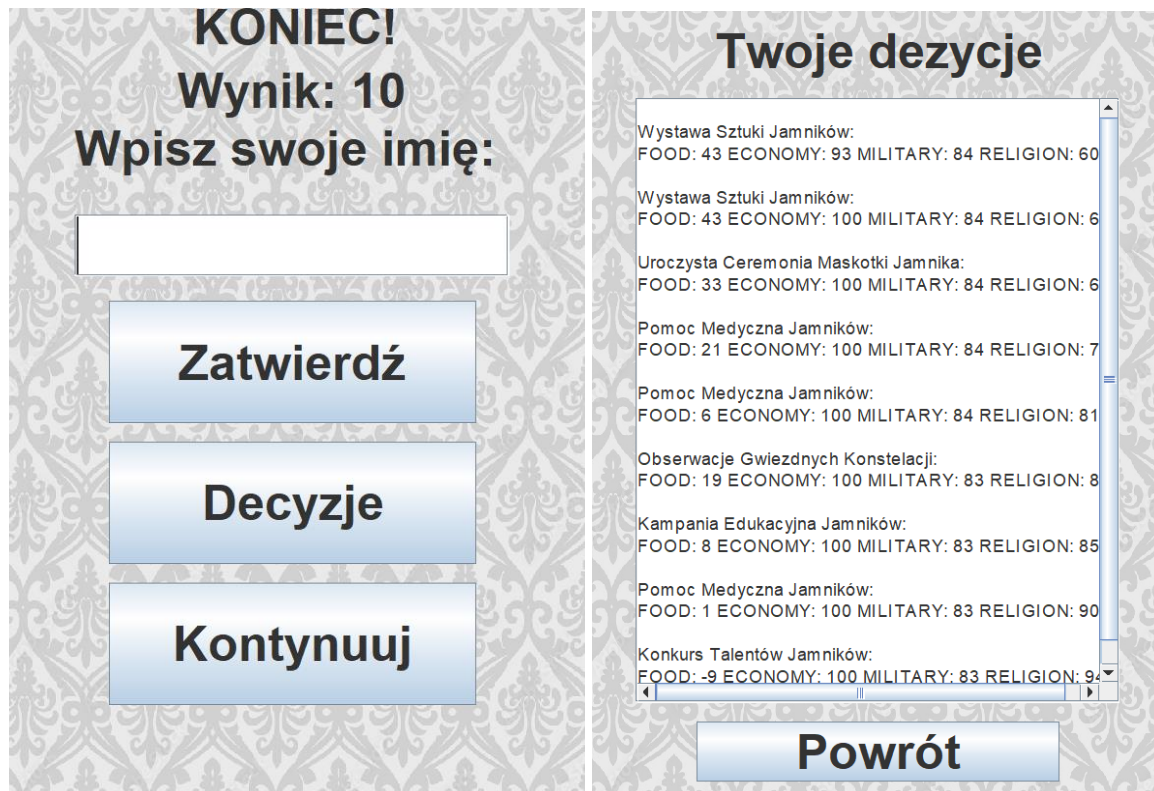 KONIEC!
Wynik: 10
Wpisz swoje imię:
Zatwierdź
Decyzje
Kontynuuj
Twoje dezycje
Wystawa Sztuki Jamników:
FOOD: 43 ECONOMY: 93 MILITARY: 84 RELIGION: 60
Wystawa Sztuki Jamników:
FOOD: 43 ECONOMY: 100 MILITARY: 84 RELIGION: 6
Uroczysta Ceremonia Maskotki Jamnika:
FOOD: 33 ECONOMY: 100 MILITARY: 84 RELIGION: 6
Pomoc Medyczna Jamników:
FOOD: 21 ECONOMY: 100 MILITARY: 84 RELIGION: 7
Pomoc Medyczna Jamników:
FOOD: 6 ECONOMY: 100 MILITARY: 84 RELIGION: 81
Obserwacje Gwiezdnych Konstelacji:
FOOD: 19 ECONOMY: 100 MILITARY: 83 RELIGION: 8
Kampania Edukacyjna Jamników:
FOOD: 8 ECONOMY: 100 MILITARY: 83 RELIGION: 85
Pomoc Medyczna Jamników:
FOOD: 1 ECONOMY: 100 MILITARY: 83 RELIGION: 90
Konkurs Talentów Jamników:
FOOD: -9 ECONOMY: 100 MILITARY: 83 RELIGION: 94
Powrót